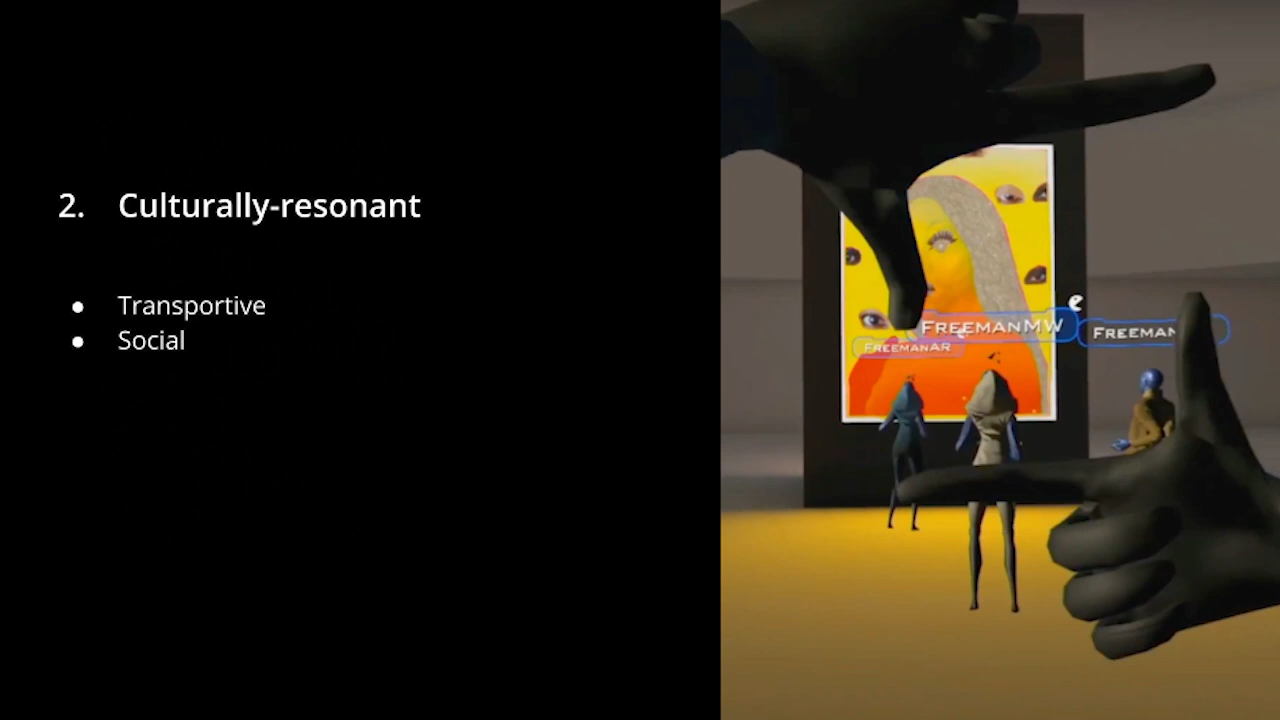 2. Culturally-resonant
● Transportive
● Social
FREEMANMW
FREEMANAR
FREEMAN